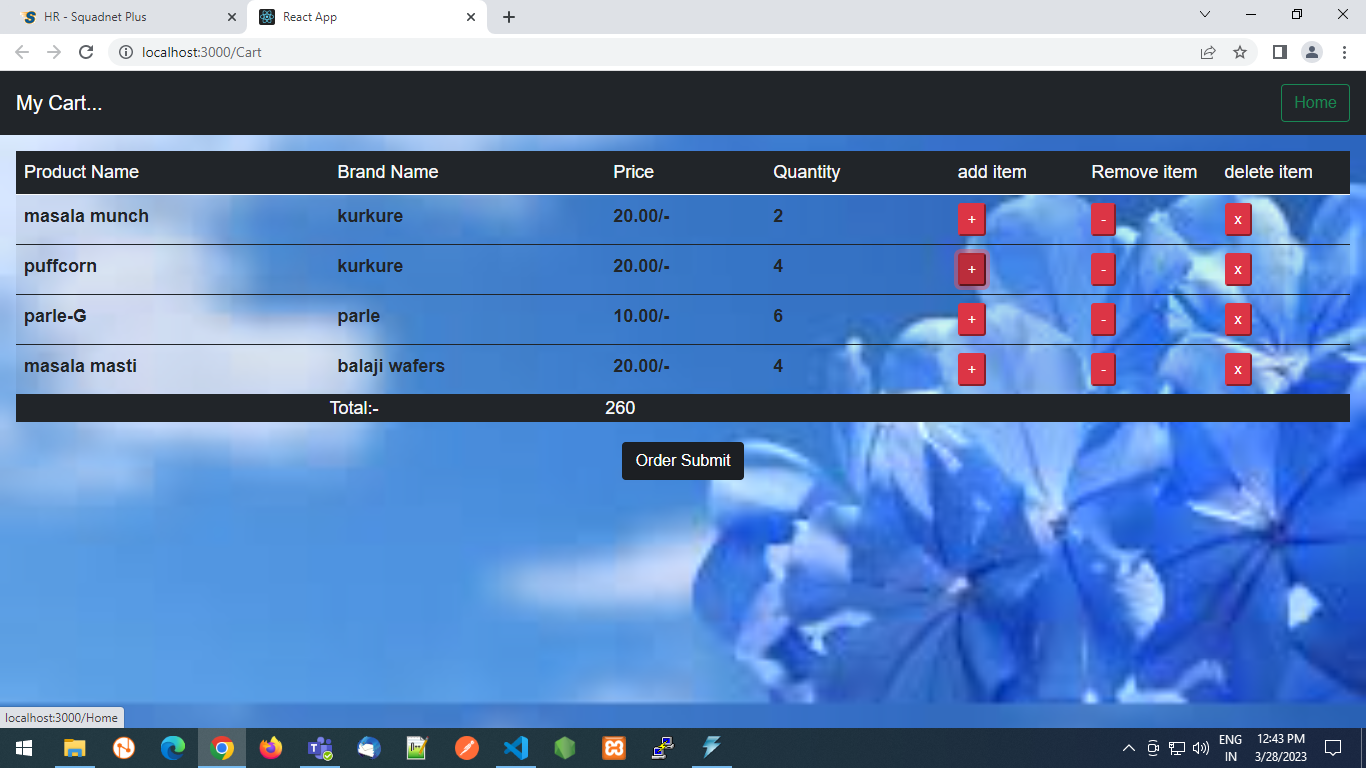 HR - Squadnet Plus
React App
localhost:3000/Cart
My Cart...
Home
Product Name Brand Name Price Quantity add item Remove item delete item
masala munch kurkure 20.00/- 2 + - x
puffcorn kurkure 20.00/- 4 + - x
parle-G parle 10.00/- 6 + - x
masala masti balaji wafers 20.00/- 4 + - x
Total:- 260
Order Submit
localhost:3000/Home
ENG 12:43 PM
IN 3/28/2023